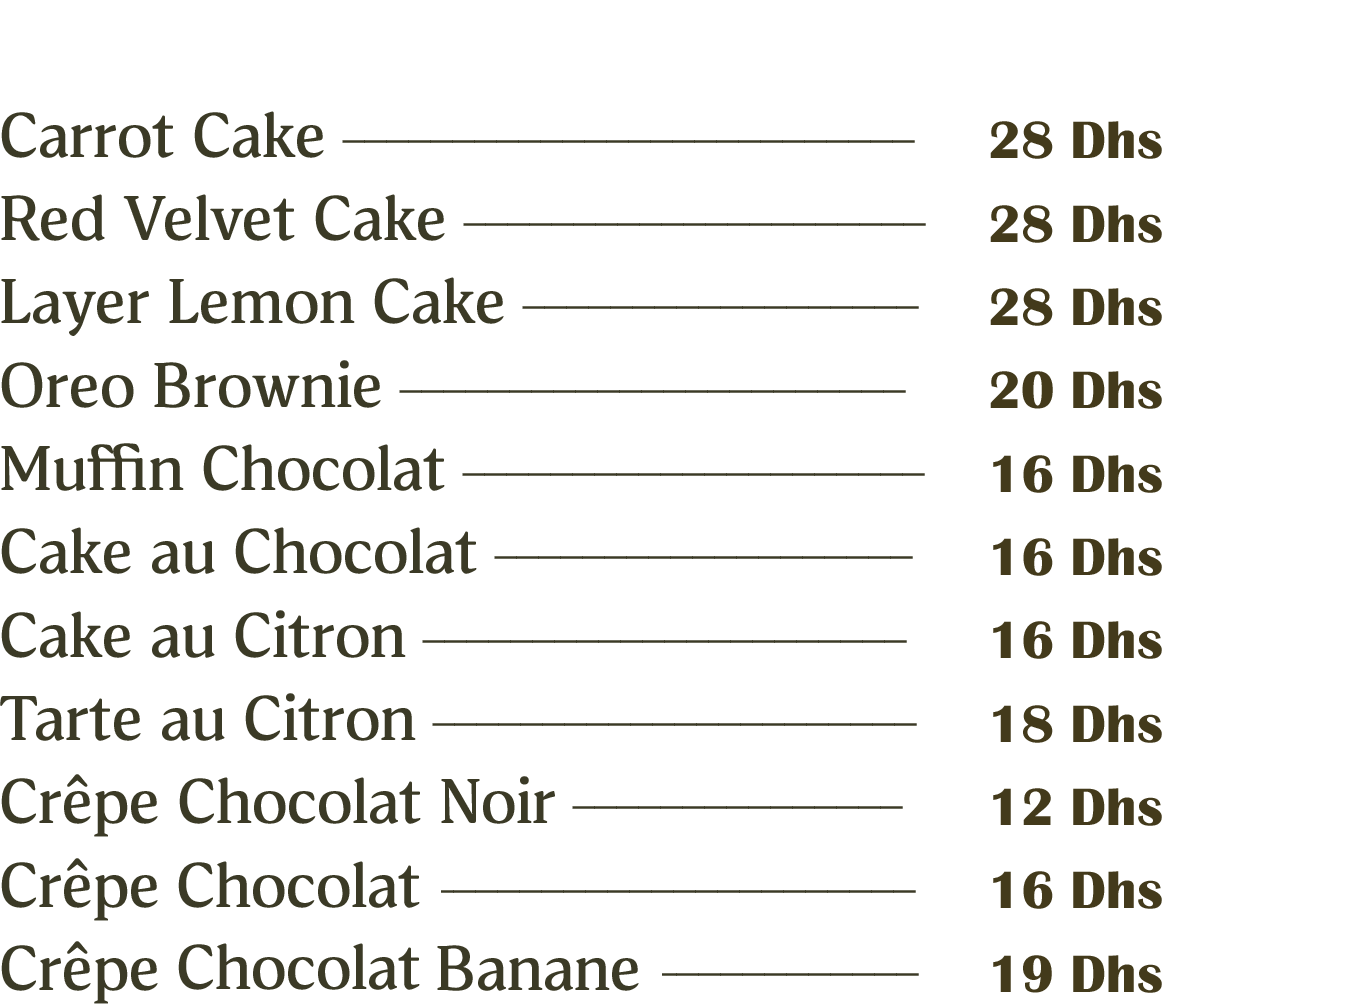 Carrot Cake ——————————————— 28 Dhs
Red Velvet Cake ———————————— 28 Dhs
Layer Lemon Cake —————————— 28 Dhs
Oreo Brownie ————————————— 20 Dhs
Muffin Chocolat ———————————— 16 Dhs
Cake au Chocolat ——————————— 16 Dhs
Cake au Citron ———————————— 16 Dhs
Tarte au Citron ———————————— 18 Dhs
Crêpe Chocolat Noir ————————— 12 Dhs
Crêpe Chocolat ———————————— 16 Dhs
Crêpe Chocolat Banane ——————— 19 Dhs